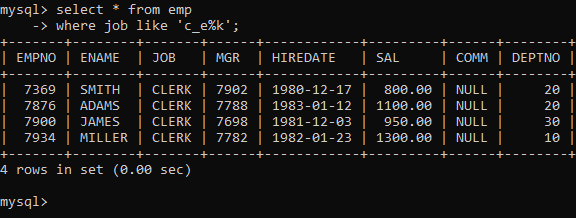 mysql> select * from emp
    -> where job like 'c_e%k';
+-------+--------+-------+------+------------+---------+------+--------+
| EMPNO | ENAME  | JOB   | MGR  | HIREDATE   | SAL     | COMM | DEPTNO |
+-------+--------+-------+------+------------+---------+------+--------+
|  7369 | SMITH  | CLERK | 7902 | 1980-12-17 |  800.00 | NULL |     20 |
|  7876 | ADAMS  | CLERK | 7788 | 1983-01-12 | 1100.00 | NULL |     20 |
|  7900 | JAMES  | CLERK | 7698 | 1981-12-03 |  950.00 | NULL |     30 |
|  7934 | MILLER | CLERK | 7782 | 1982-01-23 | 1300.00 | NULL |     10 |
+-------+--------+-------+------+------------+---------+------+--------+
4 rows in set (0.00 sec)
mysql>